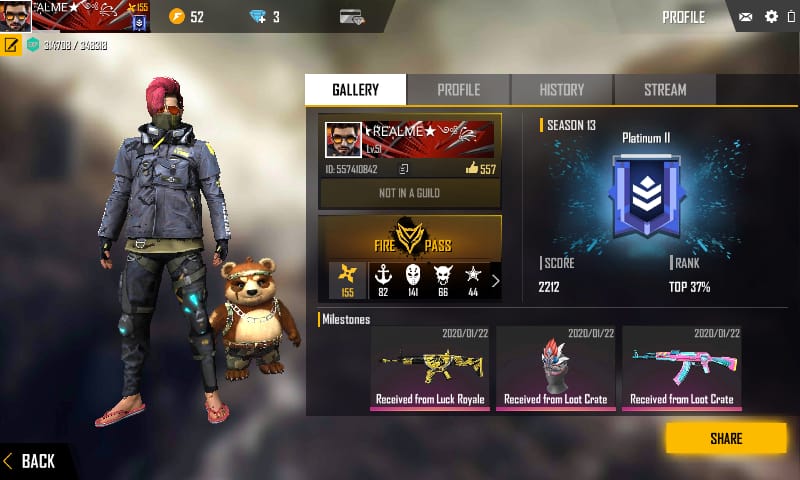 EALME★ 155
52
3
PROFILE
EXP 314708 / 348318
GALLERY PROFILE HISTORY STREAM
★REALME★
Lv.51
ID: 557410842
557
NOT IN A GUILD
FIRE PASS
155 82 141 66 44
SEASON 13
Platinum II
SCORE RANK
2212 TOP 37%
Milestones
2020/01/22 2020/01/22 2020/01/22
Received from Luck Royale Received from Loot Crate Received from Loot Crate
SHARE
BACK